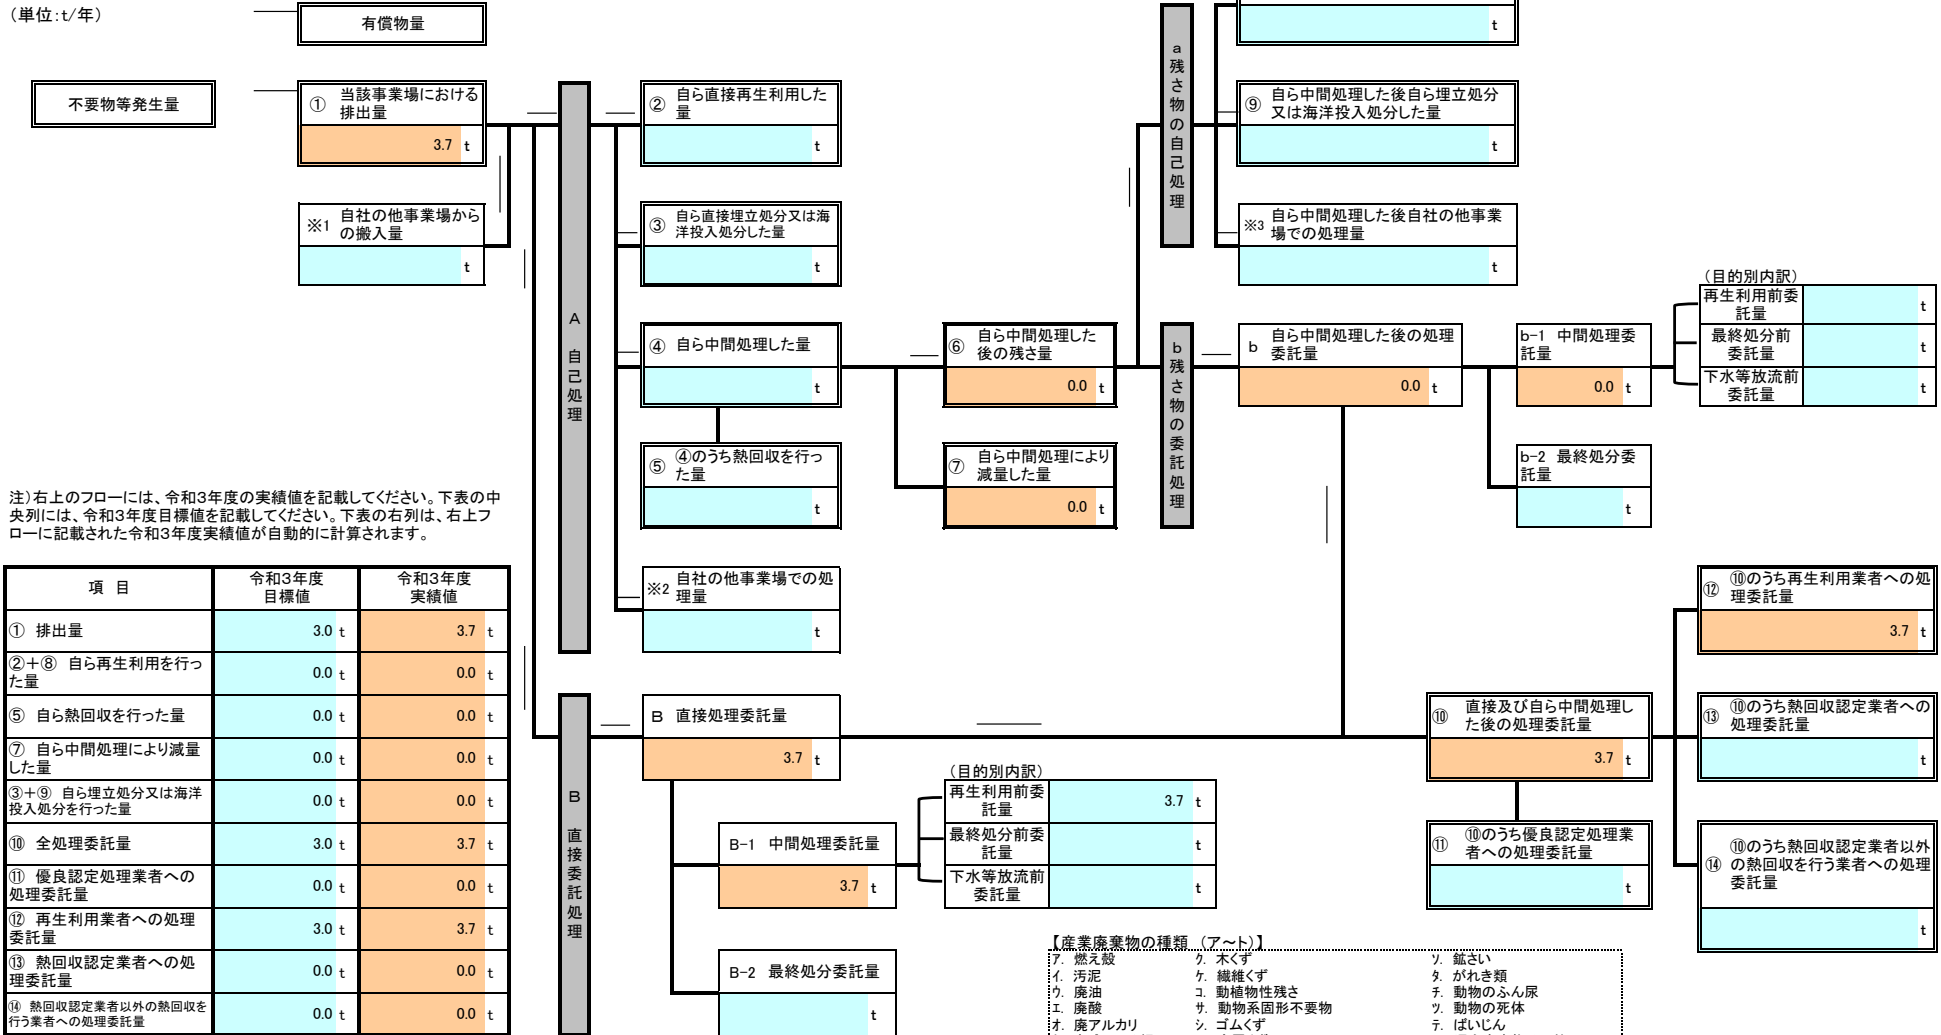 （単位：t／年）
有償物量
t
不要物等発生量
① 当該事業場における
排出量
3.7 t
※1 自社の他事業場から
の搬入量
t
A 自己処理
② 自ら直接再生利用した
量
t
③ 自ら直接埋立処分又は海
洋投入処分した量
t
④ 自ら中間処理した量
t
⑤ ④のうち熱回収を行っ
た量
t
※2 自社の他事業場での処
理量
t
⑥ 自ら中間処理した
後の残さ量
0.0 t
⑦ 自ら中間処理により
減量した量
0.0 t
a 残さ物の自己処理
⑨ 自ら中間処理した後自ら埋立処分
又は海洋投入処分した量
t
※3 自ら中間処理した後自社の他事業
場での処理量
t
b 残さ物の委託処理
b 自ら中間処理した後の処理
委託量
0.0 t
b-1 中間処理委
託量
0.0 t
b-2 最終処分委
託量
t
（目的別内訳）
再生利用前委
託量 t
最終処分前
委託量 t
下水等放流前
委託量 t
注）右上のフローには、令和3年度の実績値を記載してください。下表の中
央列には、令和3年度目標値を記載してください。下表の右列は、右上フ
ローに記載された令和3年度実績値が自動的に計算されます。
項 目 令和3年度 目標値 令和3年度 実績値
① 排出量 3.0 t 3.7 t
②＋⑧ 自ら再生利用を行っ
た量 0.0 t 0.0 t
⑤ 自ら熱回収を行った量 0.0 t 0.0 t
⑦ 自ら中間処理により減量
した量 0.0 t 0.0 t
③＋⑨ 自ら埋立処分又は海洋
投入処分を行った量 0.0 t 0.0 t
⑩ 全処理委託量 3.0 t 3.7 t
⑪ 優良認定処理業者への
処理委託量 0.0 t 0.0 t
⑫ 再生利用業者への処理
委託量 3.0 t 3.7 t
⑬ 熱回収認定業者への処
理委託量 0.0 t 0.0 t
⑭ 熱回収認定業者以外の熱回収を
行う業者への処理委託量 0.0 t 0.0 t
B 直接委託処理
B 直接処理委託量
3.7 t
B-1 中間処理委託量
3.7 t
B-2 最終処分委託量
t
（目的別内訳）
再生利用前委
託量 3.7 t
最終処分前委
託量 t
下水等放流前
委託量 t
⑩ 直接及び自ら中間処理し
た後の処理委託量
3.7 t
⑪ ⑩のうち優良認定処理業
者への処理委託量
t
⑫ ⑩のうち再生利用業者への処
理委託量
3.7 t
⑬ ⑩のうち熱回収認定業者への
処理委託量
t
⑭ ⑩のうち熱回収認定業者以外
の熱回収を行う業者への処理
委託量
t
【産業廃棄物の種類 （ア～ト）】
ア. 燃え殻 ク. 木くず ソ. 鉱さい
イ. 汚泥 ケ. 繊維くず タ. がれき類
ウ. 廃油 コ. 動植物性残さ チ. 動物のふん尿
エ. 廃酸 サ. 動物系固形不要物 ツ. 動物の死体
オ. 廃アルカリ シ. ゴムくず テ. ばいじん